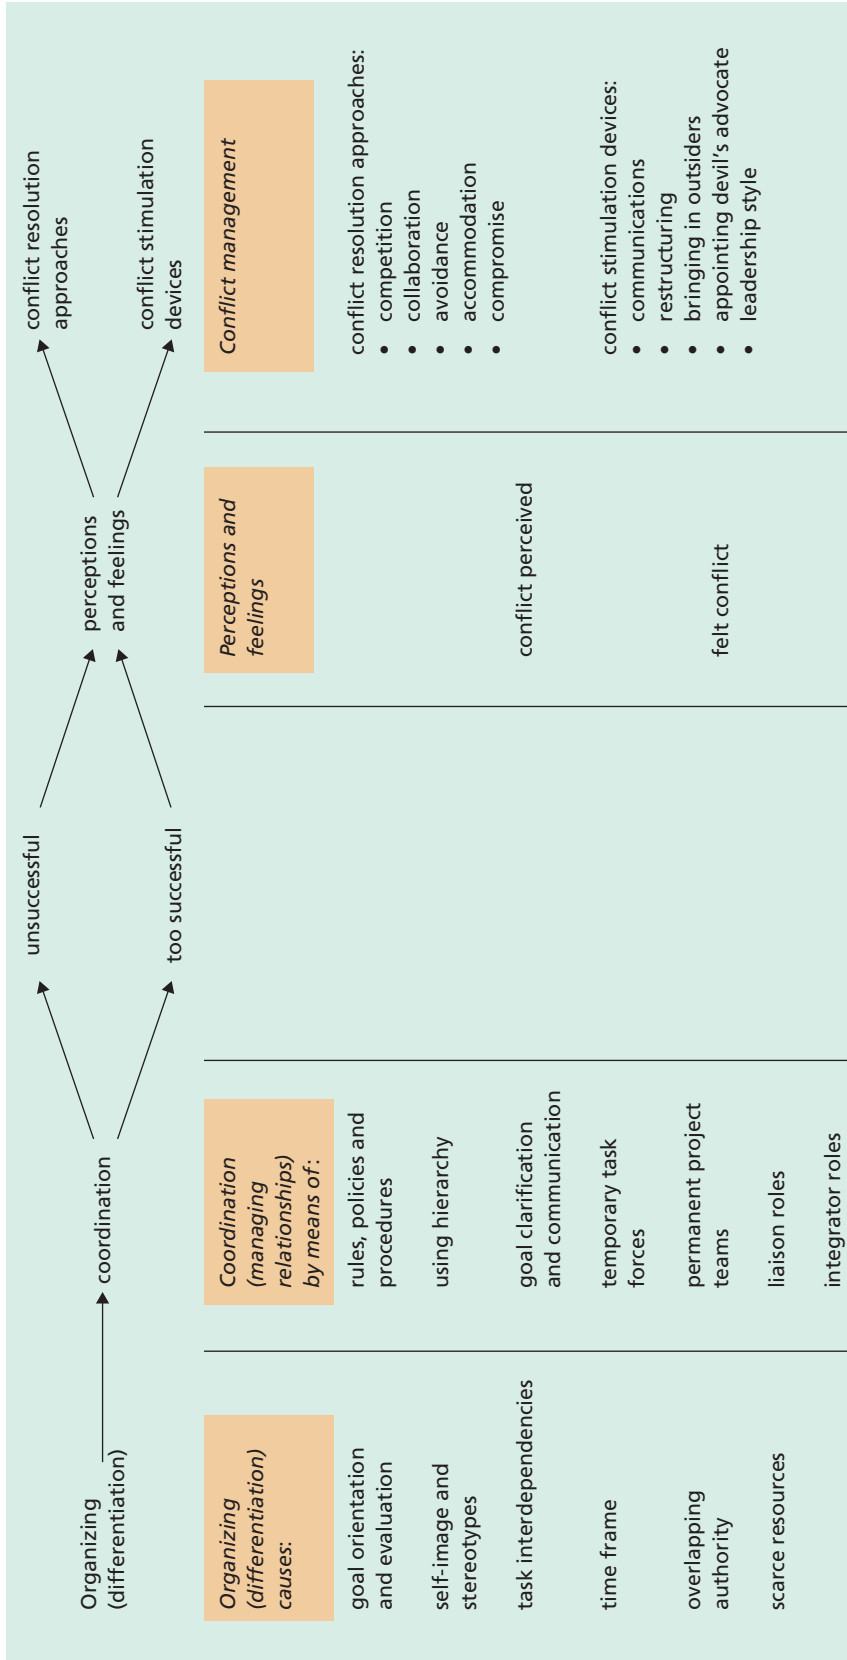 Organizing
(differentiation)
coordination
unsuccessful
too successful
perceptions
and feelings
conflict resolution
approaches
conflict stimulation
devices
Organizing
(differentiation)
causes:
goal orientation
and evaluation
self-image and
stereotypes
task interdependencies
time frame
overlapping
authority
scarce resources
Coordination
(managing
relationships)
by means of:
rules, policies and
procedures
using hierarchy
goal clarification
and communication
temporary task
forces
permanent project
teams
liaison roles
integrator roles
Perceptions and
feelings
conflict perceived
felt conflict
Conflict management
conflict resolution approaches:
• competition
• collaboration
• avoidance
• accommodation
• compromise
conflict stimulation devices:
• communications
• restructuring
• bringing in outsiders
• appointing devil’s advocate
• leadership style